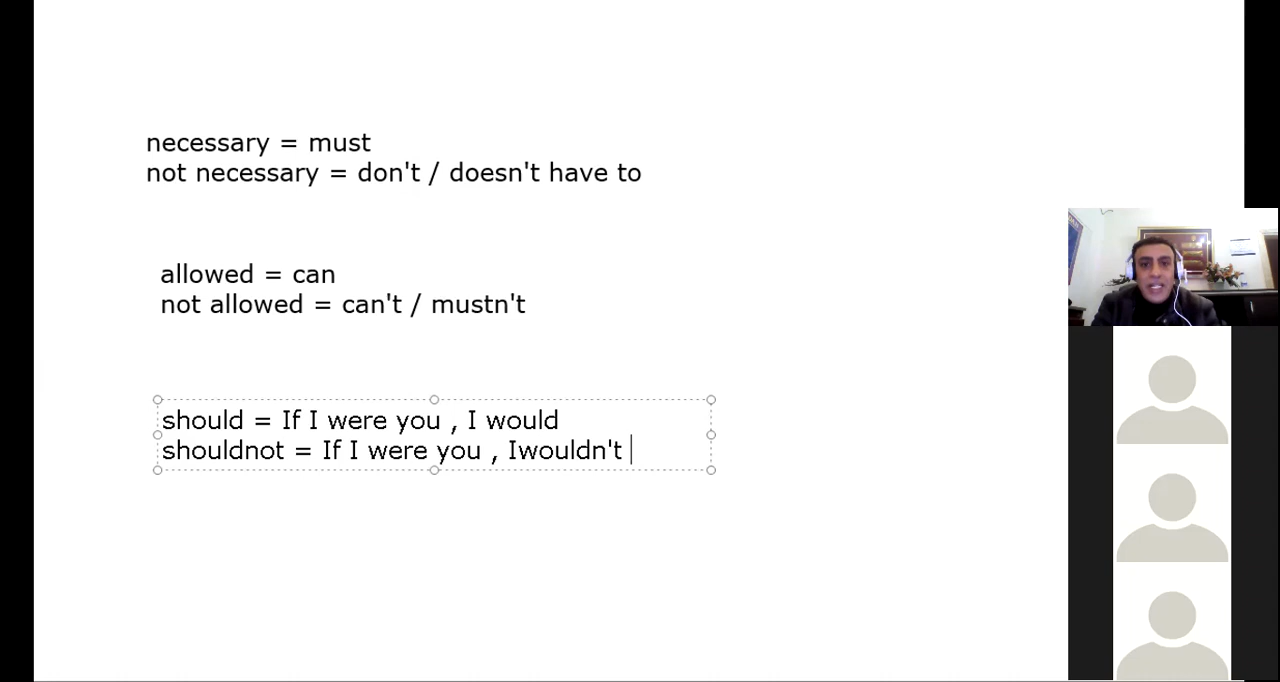 necessary = must
not necessary = don't / doesn't have to
allowed = can
not allowed = can't / mustn't
should = If I were you , I would
shouldnot = If I were you , Iwouldn't